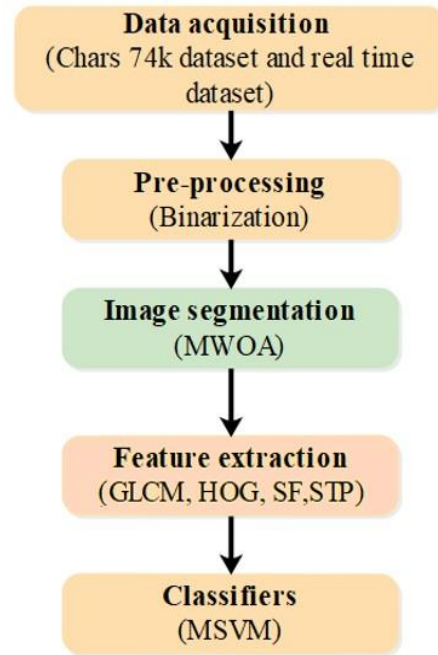 Data acquisition
(Chars 74k dataset and real time
dataset)
Pre-processing
(Binarization)
Image segmentation
(MWOA)
Feature extraction
(GLCM, HOG, SF,STP)
Classifiers
(MSVM)